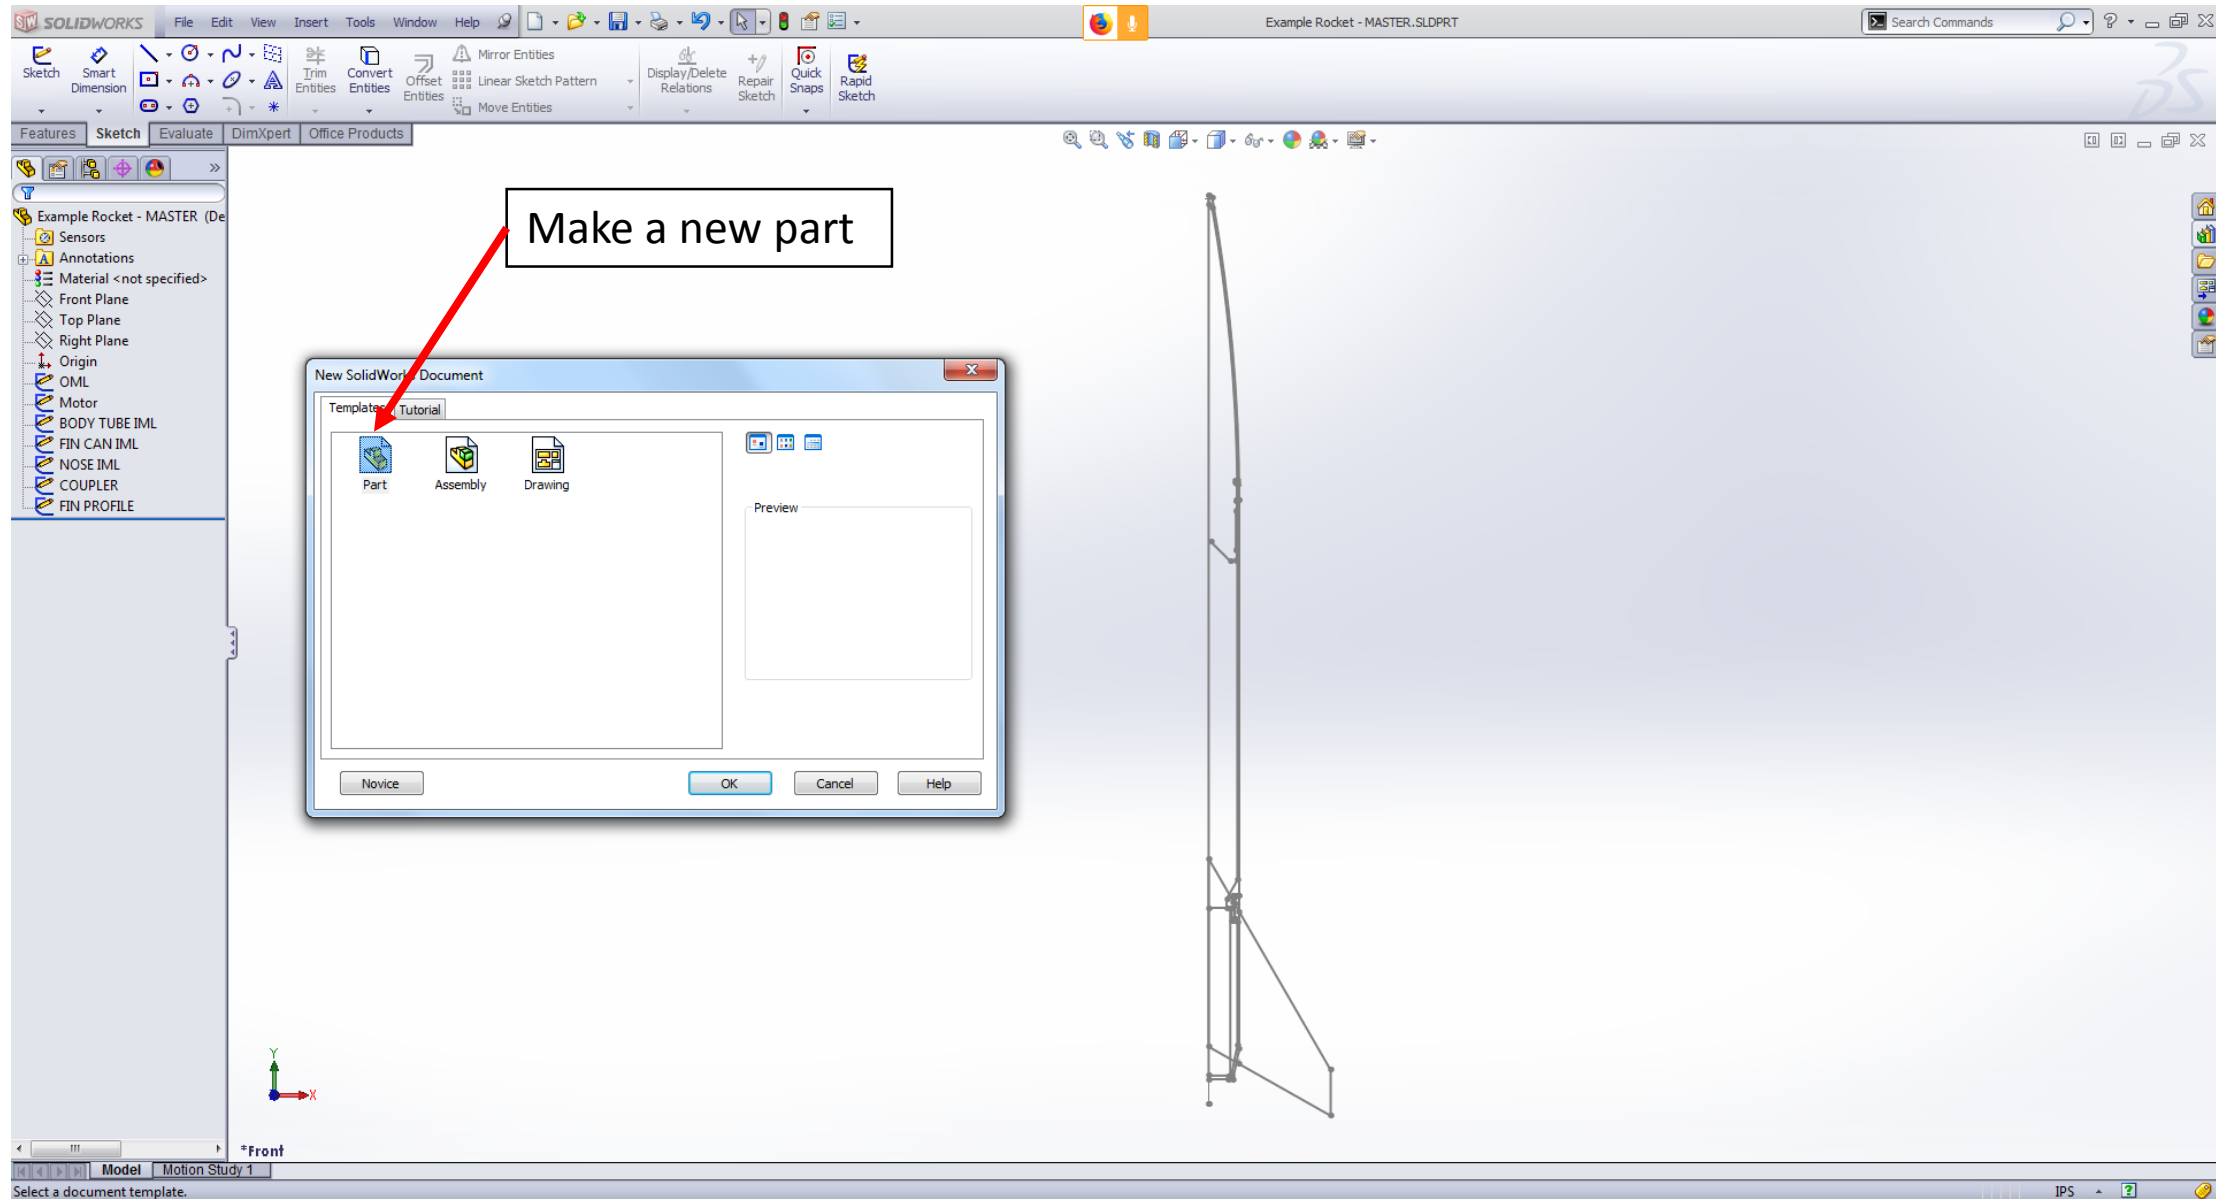 SOLIDWORKS File Edit View Insert Tools Window Help Example Rocket - MASTER.SLDPRT Search Commands
Sketch Smart Dimension Trim Entities Convert Entities Offset Entities Mirror Entities Linear Sketch Pattern Move Entities Display/Delete Relations Repair Sketch Quick Snaps Rapid Sketch
Features Sketch Evaluate DimXpert Office Products
Example Rocket - MASTER (De
Sensors
Annotations
Material <not specified>
Front Plane
Top Plane
Right Plane
Origin
OML
Motor
BODY TUBE IML
FIN CAN IML
NOSE IML
COUPLER
FIN PROFILE
Make a new part
New SolidWorks Document
Templates Tutorial
Part Assembly Drawing
Preview
Novice OK Cancel Help
Y
X
*Front
Model Motion Study 1
Select a document template. IPS